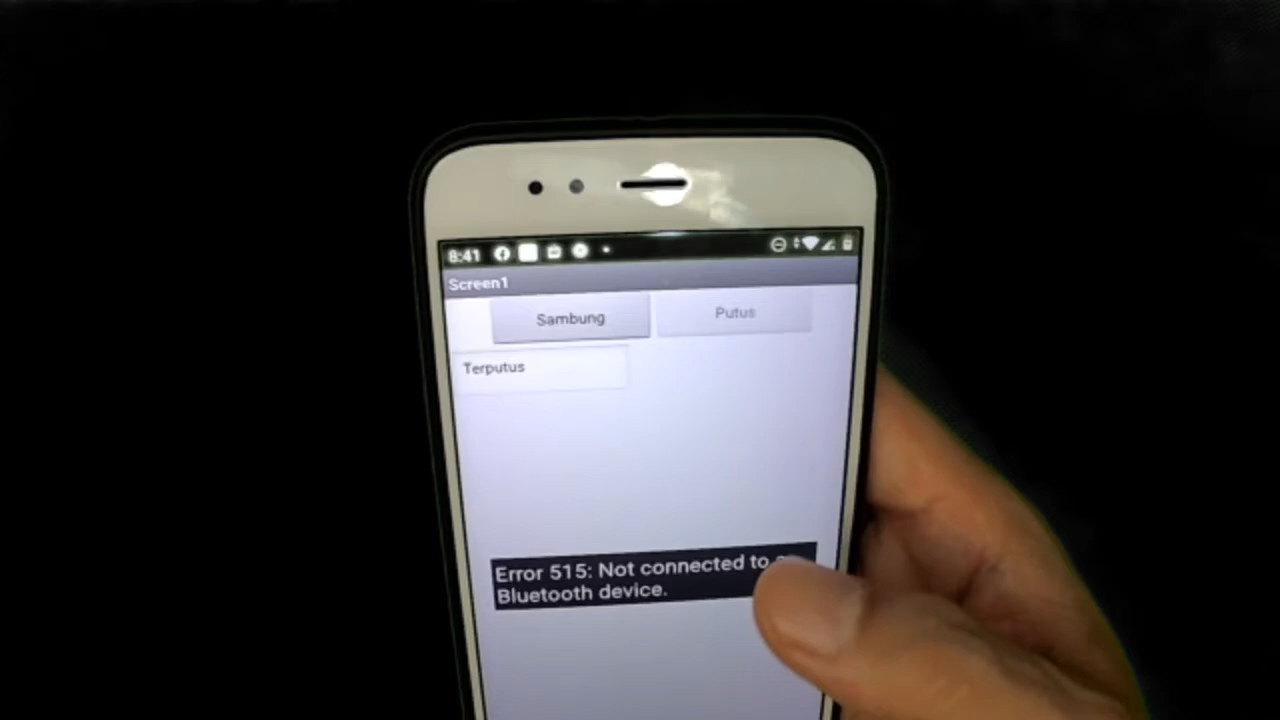 8:41
Screen1
Sambung
Putus
Terputus
Error 515: Not connected to
Bluetooth device.